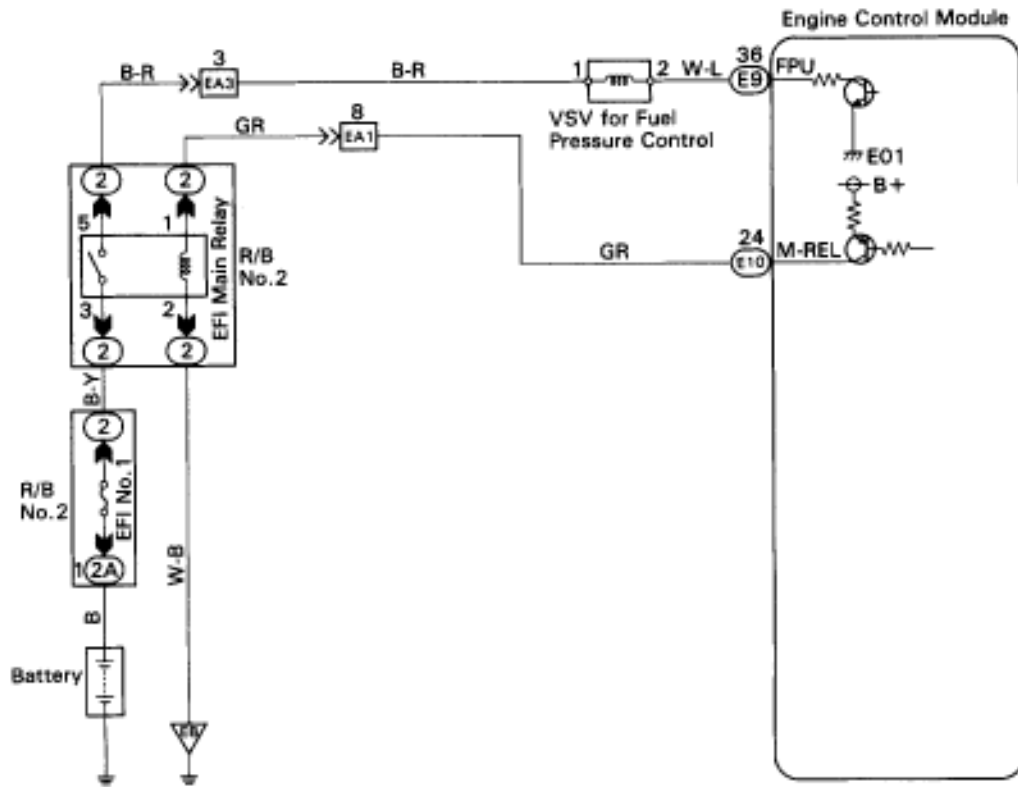 Engine Control Module
3
36
B-R
EA3
B-R
1
2
W-L
E9
FPU
8
VSV for Fuel
Pressure Control
GR
EA1
E01
2
2
B+
5
1
EFI Main Relay
R/B
No.2
GR
24
E10
M-REL
3
2
2
2
B-Y
2
1
R/B
No.2
EFI No.1
1
2A
W-B
B
Battery